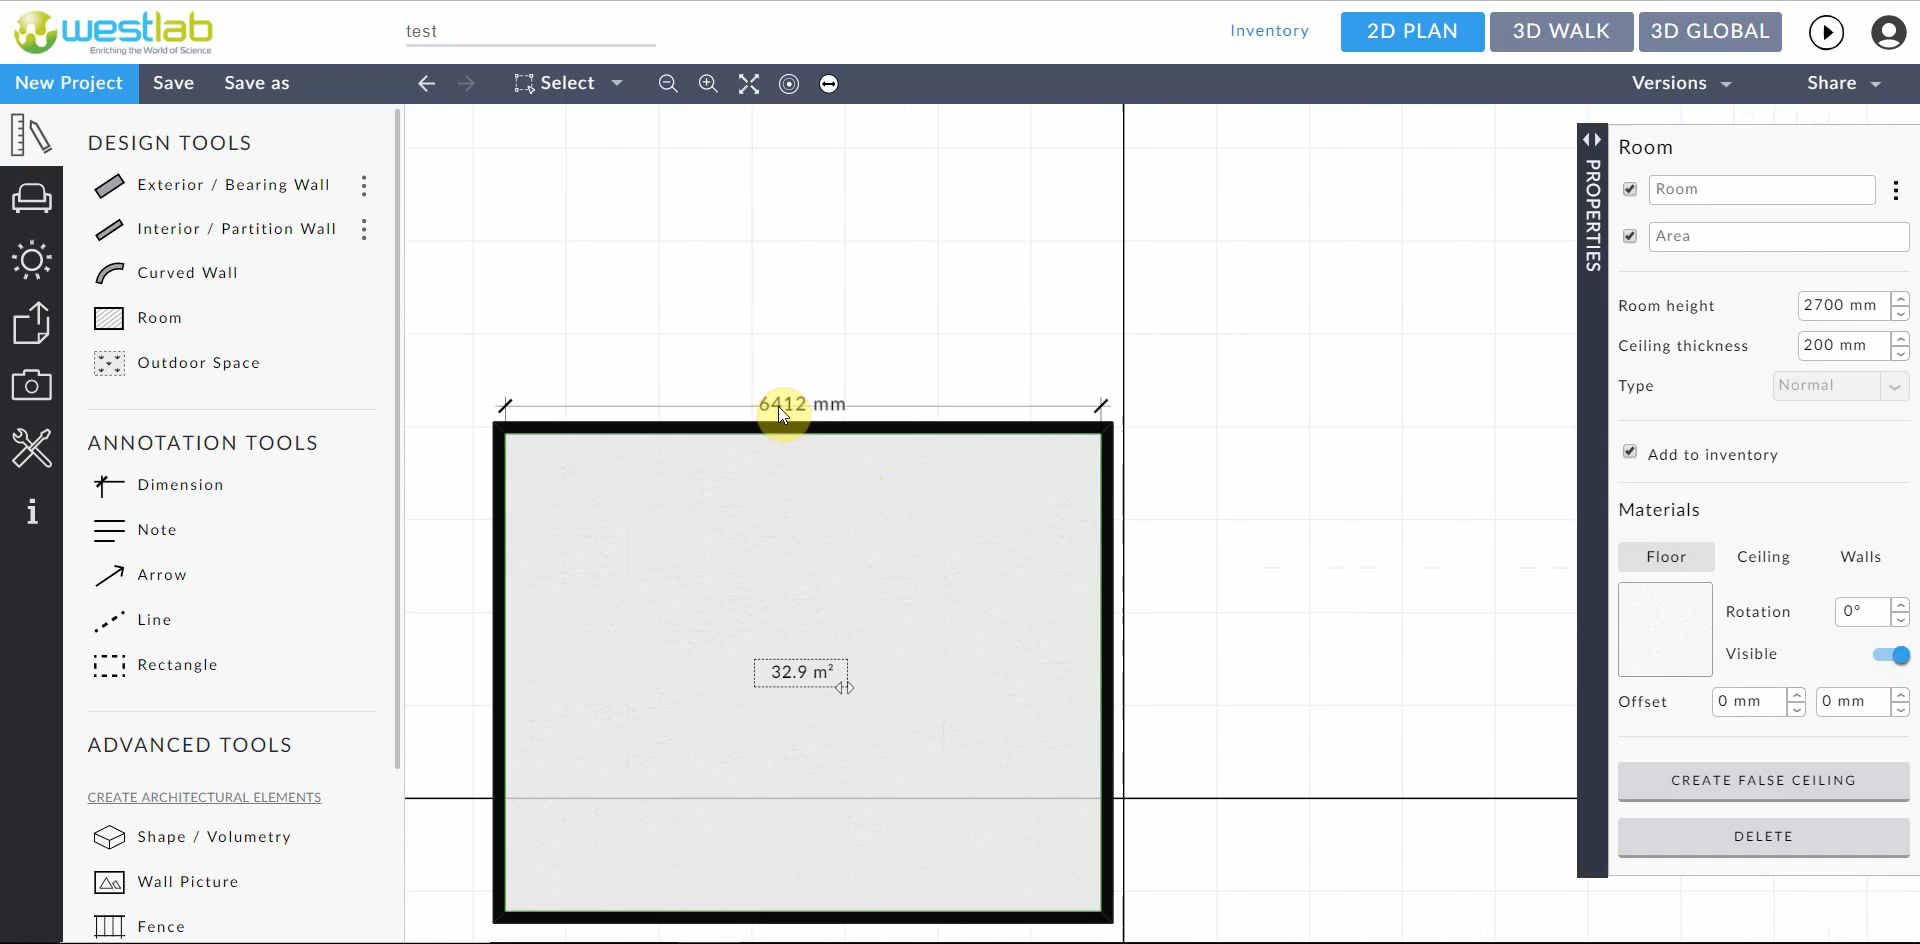 westlab
Enriching the World of Science
test
Inventory
2D PLAN
3D WALK
3D GLOBAL
New Project
Save
Save as
Select
Versions
Share
DESIGN TOOLS
Exterior / Bearing Wall
Interior / Partition Wall
Curved Wall
Room
Outdoor Space
ANNOTATION TOOLS
Dimension
Note
Arrow
Line
Rectangle
ADVANCED TOOLS
CREATE ARCHITECTURAL ELEMENTS
Shape / Volumetry
Wall Picture
Fence
6412 mm
32.9 m²
PROPERTIES
Room
Room
Area
Room height
2700 mm
Ceiling thickness
200 mm
Type
Normal
Add to inventory
Materials
Floor
Ceiling
Walls
Rotation
0°
Visible
Offset
0 mm
0 mm
CREATE FALSE CEILING
DELETE